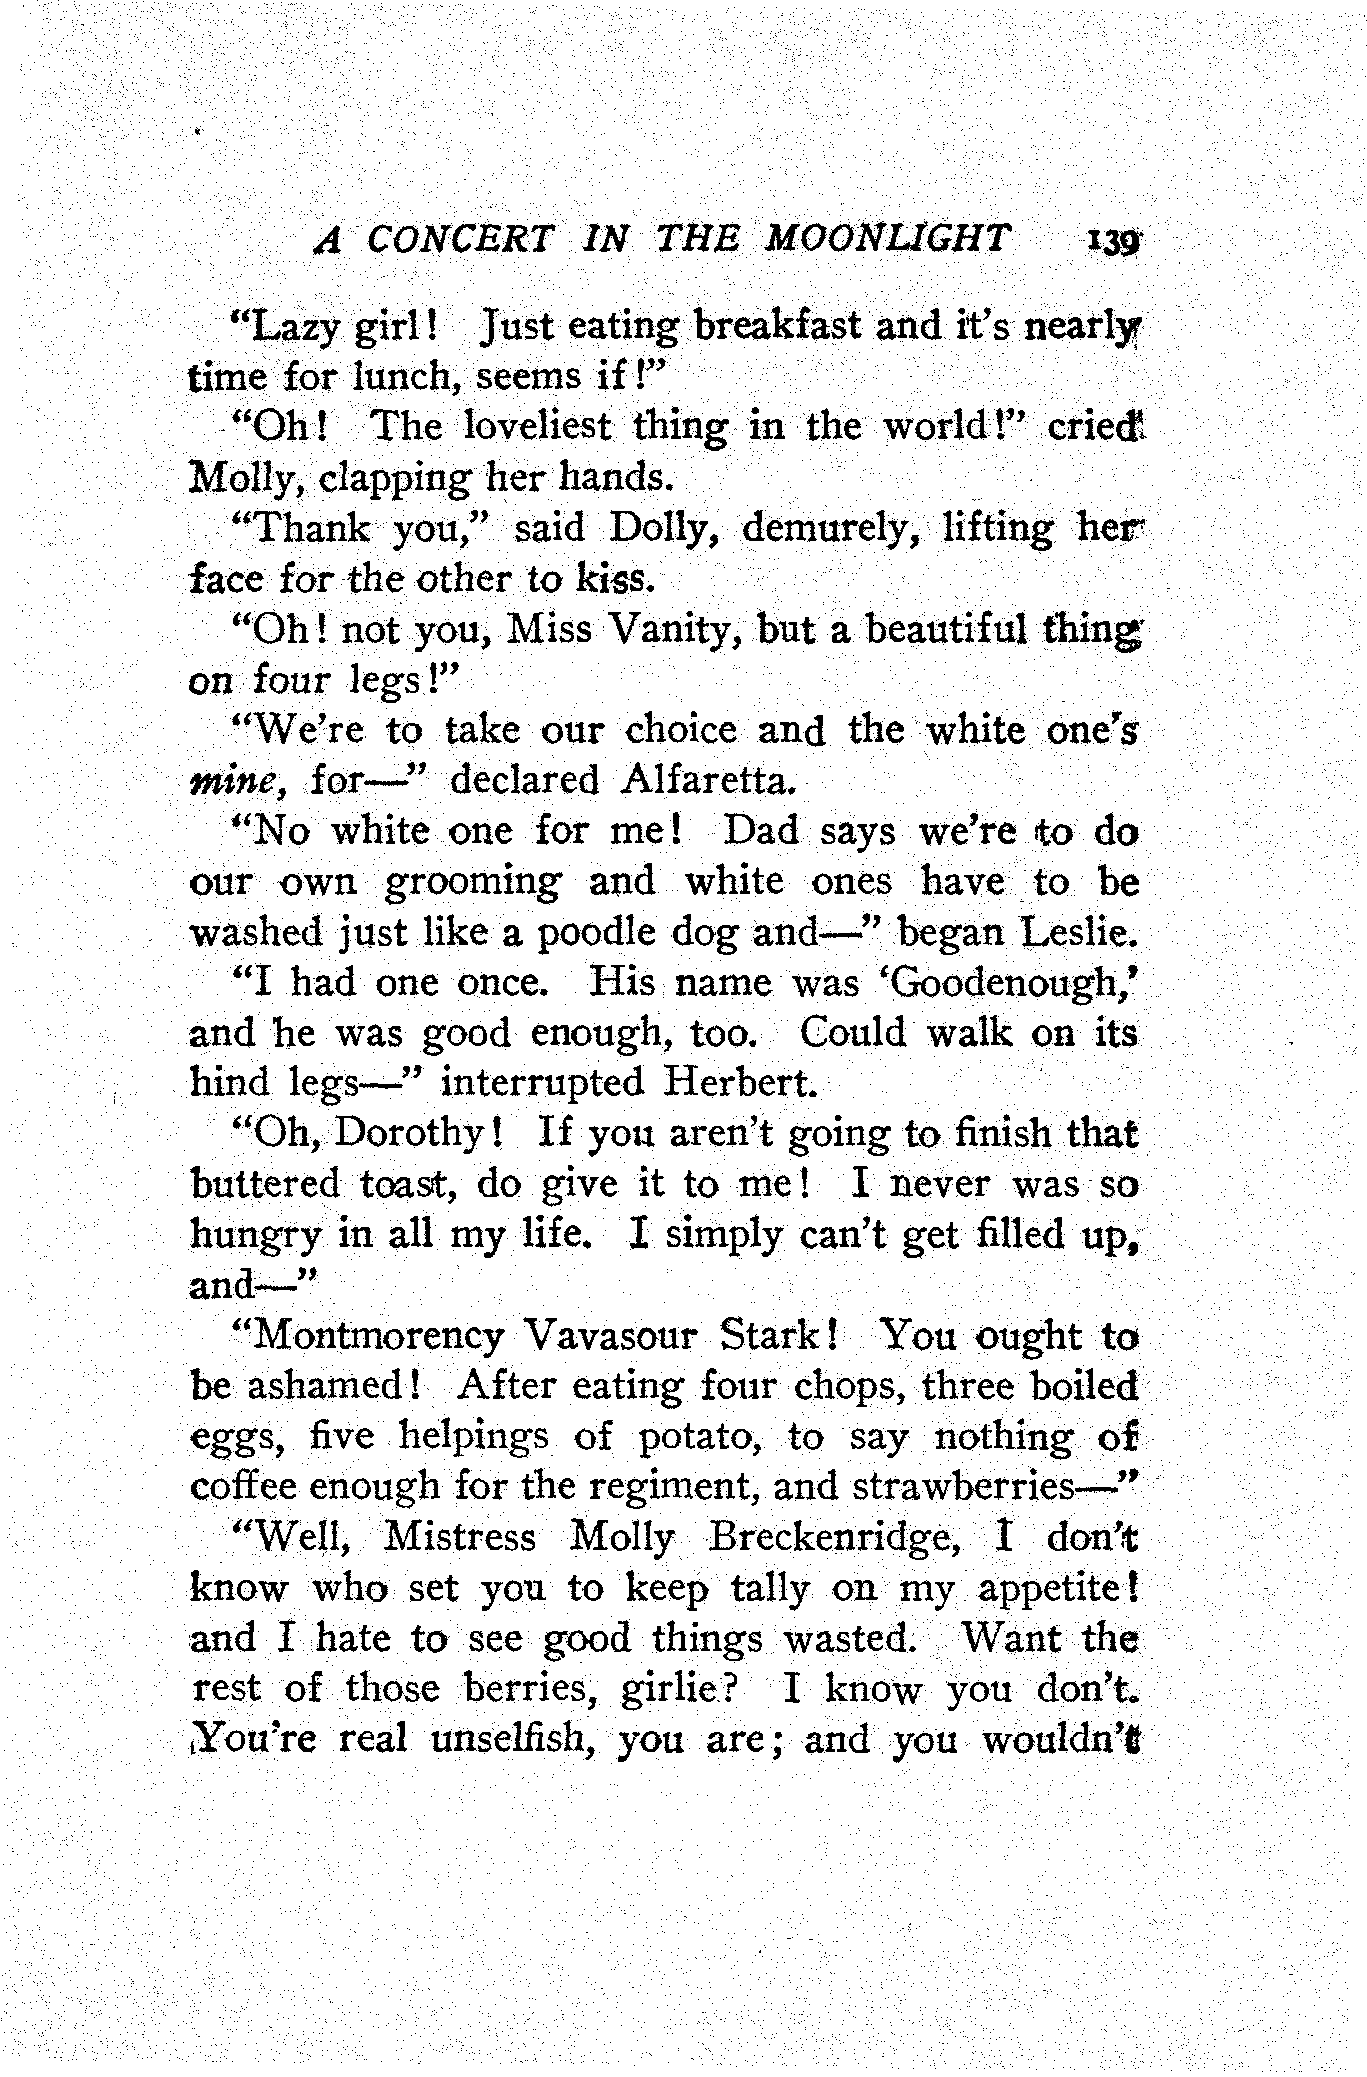 A CONCERT IN THE MOONLIGHT 139
“Lazy girl! Just eating breakfast and it’s nearly
time for lunch, seems if!”
“Oh! The loveliest thing in the world!” cried
Molly, clapping her hands.
“Thank you,” said Dolly, demurely, lifting her
face for the other to kiss.
“Oh! not you, Miss Vanity, but a beautiful thing
on four legs!”
“We’re to take our choice and the white one’s
mine, for—” declared Alfaretta.
“No white one for me! Dad says we’re to do
our own grooming and white ones have to be
washed just like a poodle dog and—” began Leslie.
“I had one once. His name was ‘Goodenough,’
and he was good enough, too. Could walk on its
hind legs—” interrupted Herbert.
“Oh, Dorothy! If you aren’t going to finish that
buttered toast, do give it to me! I never was so
hungry in all my life. I simply can’t get filled up,
and—”
“Montmorency Vavasour Stark! You ought to
be ashamed! After eating four chops, three boiled
eggs, five helpings of potato, to say nothing of
coffee enough for the regiment, and strawberries—”
“Well, Mistress Molly Breckenridge, I don’t
know who set you to keep tally on my appetite!
and I hate to see good things wasted. Want the
rest of those berries, girlie? I know you don’t.
You’re real unselfish, you are; and you wouldn’t